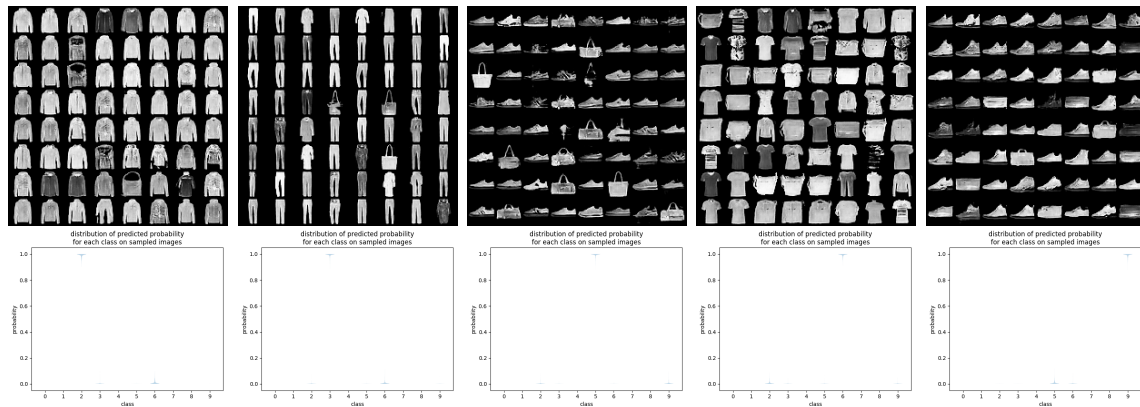 distribution of predicted probability
for each class on sampled images
distribution of predicted probability
for each class on sampled images
distribution of predicted probability
for each class on sampled images
distribution of predicted probability
for each class on sampled images
distribution of predicted probability
for each class on sampled images
probability
1.0
0.8
0.6
0.4
0.2
0.0
0 1 2 3 4 5 6 7 8 9
class
probability
1.0
0.8
0.6
0.4
0.2
0.0
0 1 2 3 4 5 6 7 8 9
class
probability
1.0
0.8
0.6
0.4
0.2
0.0
0 1 2 3 4 5 6 7 8 9
class
probability
1.0
0.8
0.6
0.4
0.2
0.0
0 1 2 3 4 5 6 7 8 9
class
probability
1.0
0.8
0.6
0.4
0.2
0.0
0 1 2 3 4 5 6 7 8 9
class